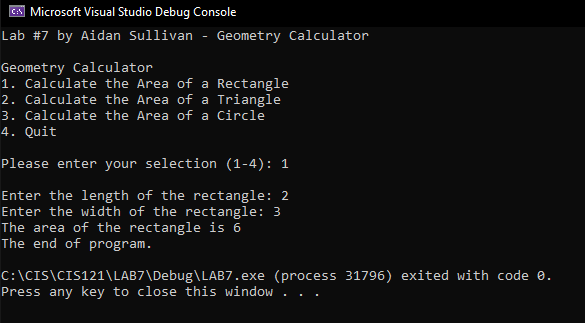 Microsoft Visual Studio Debug Console
Lab #7 by Aidan Sullivan - Geometry Calculator
Geometry Calculator
1. Calculate the Area of a Rectangle
2. Calculate the Area of a Triangle
3. Calculate the Area of a Circle
4. Quit
Please enter your selection (1-4): 1
Enter the length of the rectangle: 2
Enter the width of the rectangle: 3
The area of the rectangle is 6
The end of program.
C:\CIS\CIS121\LAB7\Debug\LAB7.exe (process 31796) exited with code 0.
Press any key to close this window . . .